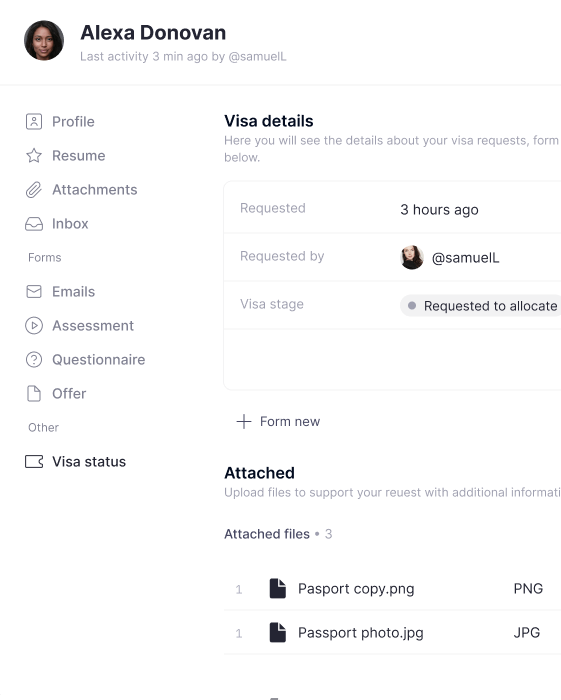 Alexa Donovan
Last activity 3 min ago by @samuelL
Profile
Resume
Attachments
Inbox
Forms
Emails
Assessment
Questionnaire
Offer
Other
Visa status
Visa details
Here you will see the details about your visa requests, form
below.
Requested 3 hours ago
Requested by @samuelL
Visa stage Requested to allocate
Form new
Attached
Upload files to support your reuest with additional informati
Attached files • 3
1 Pasport copy.png PNG
1 Passport photo.jpg JPG